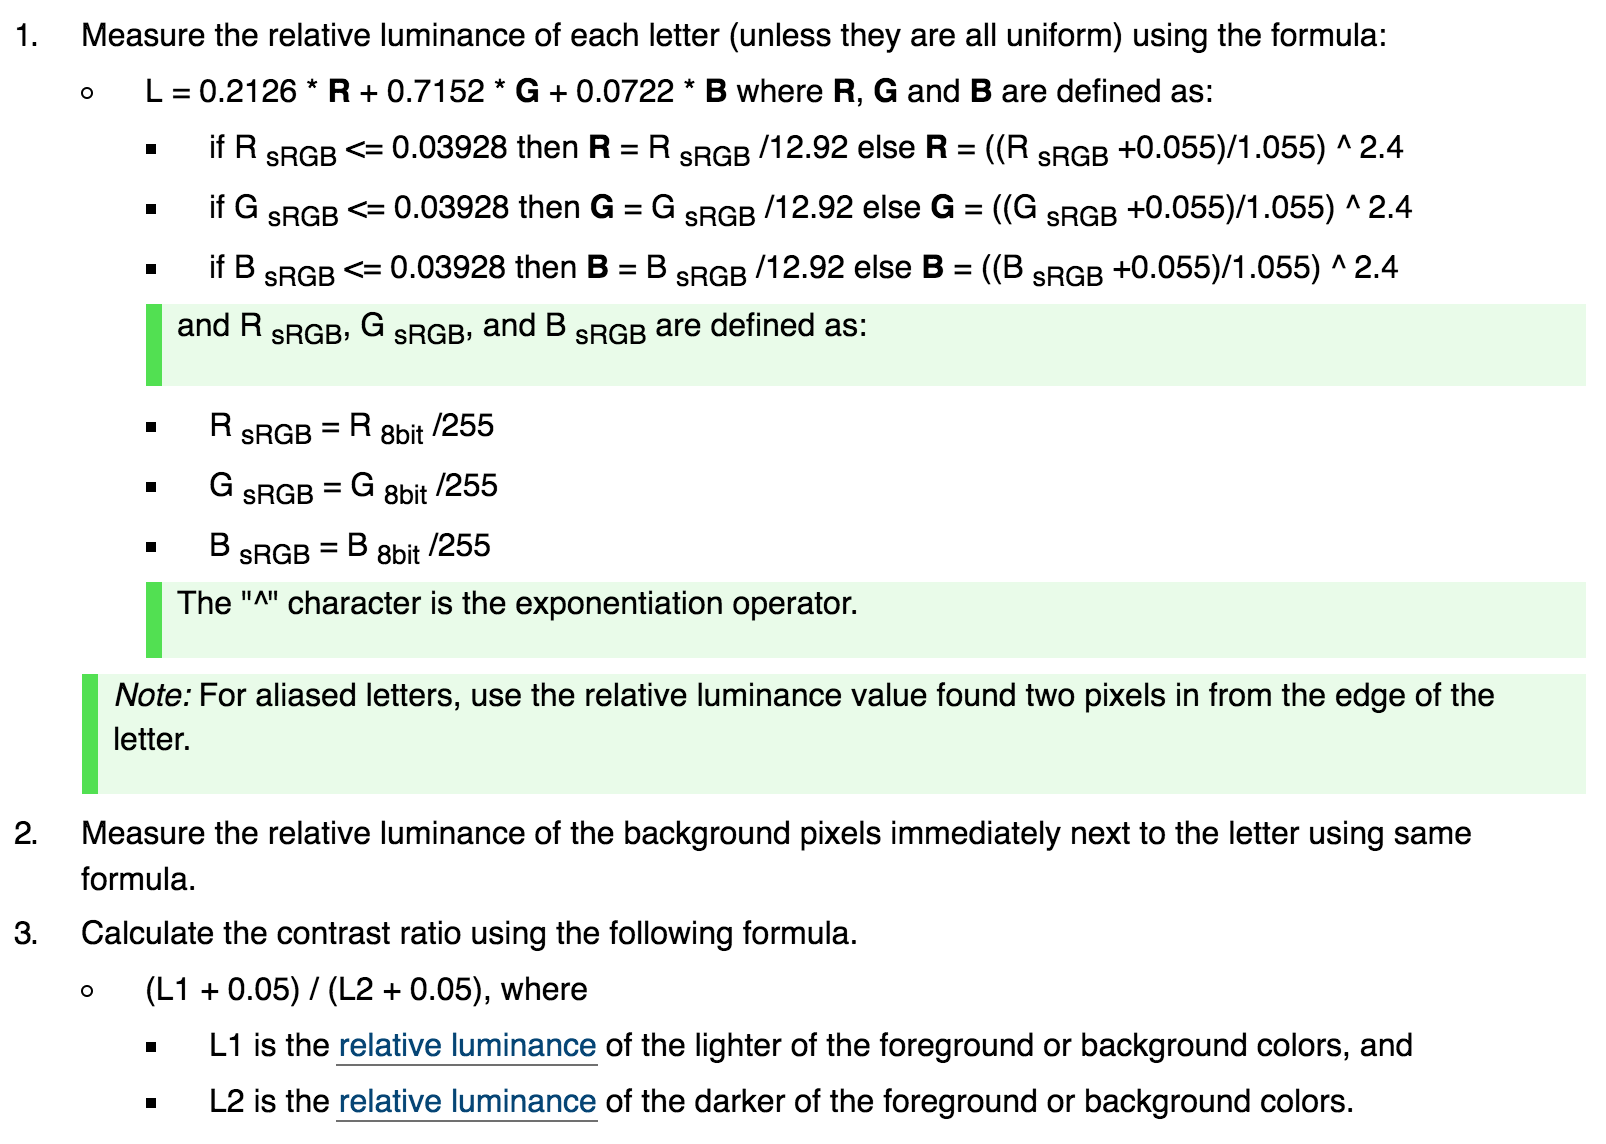 1. Measure the relative luminance of each letter (unless they are all uniform) using the formula:
L = 0.2126 * R + 0.7152 * G + 0.0722 * B where R, G and B are defined as:
if R sRGB <= 0.03928 then R = R sRGB /12.92 else R = ((R sRGB +0.055)/1.055) ^ 2.4
if G sRGB <= 0.03928 then G = G sRGB /12.92 else G = ((G sRGB +0.055)/1.055) ^ 2.4
if B sRGB <= 0.03928 then B = B sRGB /12.92 else B = ((B sRGB +0.055)/1.055) ^ 2.4
and R sRGB, G sRGB, and B sRGB are defined as:
R sRGB = R 8bit /255
G sRGB = G 8bit /255
B sRGB = B 8bit /255
The "^" character is the exponentiation operator.
Note: For aliased letters, use the relative luminance value found two pixels in from the edge of the
letter.
2. Measure the relative luminance of the background pixels immediately next to the letter using same
formula.
3. Calculate the contrast ratio using the following formula.
(L1 + 0.05) / (L2 + 0.05), where
L1 is the relative luminance of the lighter of the foreground or background colors, and
L2 is the relative luminance of the darker of the foreground or background colors.